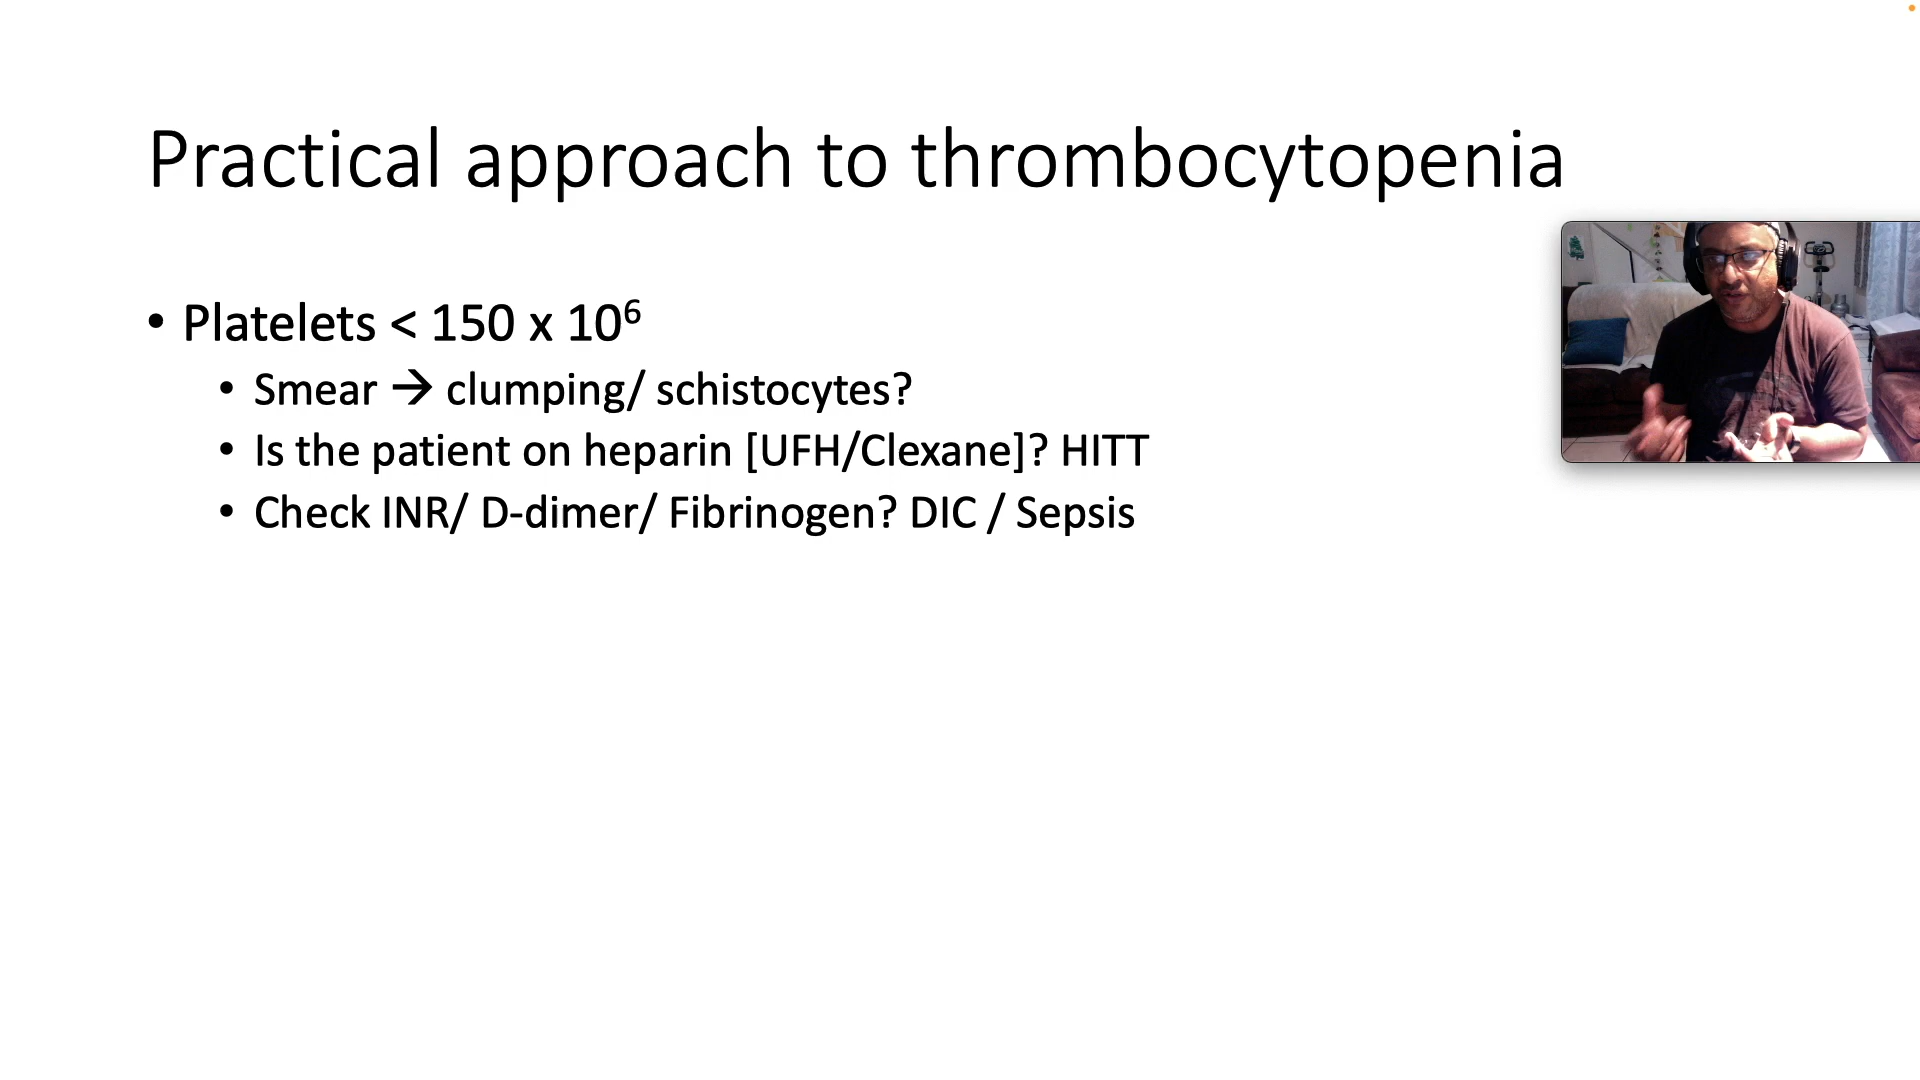 Practical approach to thrombocytopenia
• Platelets < 150 x 10⁶
• Smear → clumping/ schistocytes?
• Is the patient on heparin [UFH/Clexane]? HITT
• Check INR/ D-dimer/ Fibrinogen? DIC / Sepsis